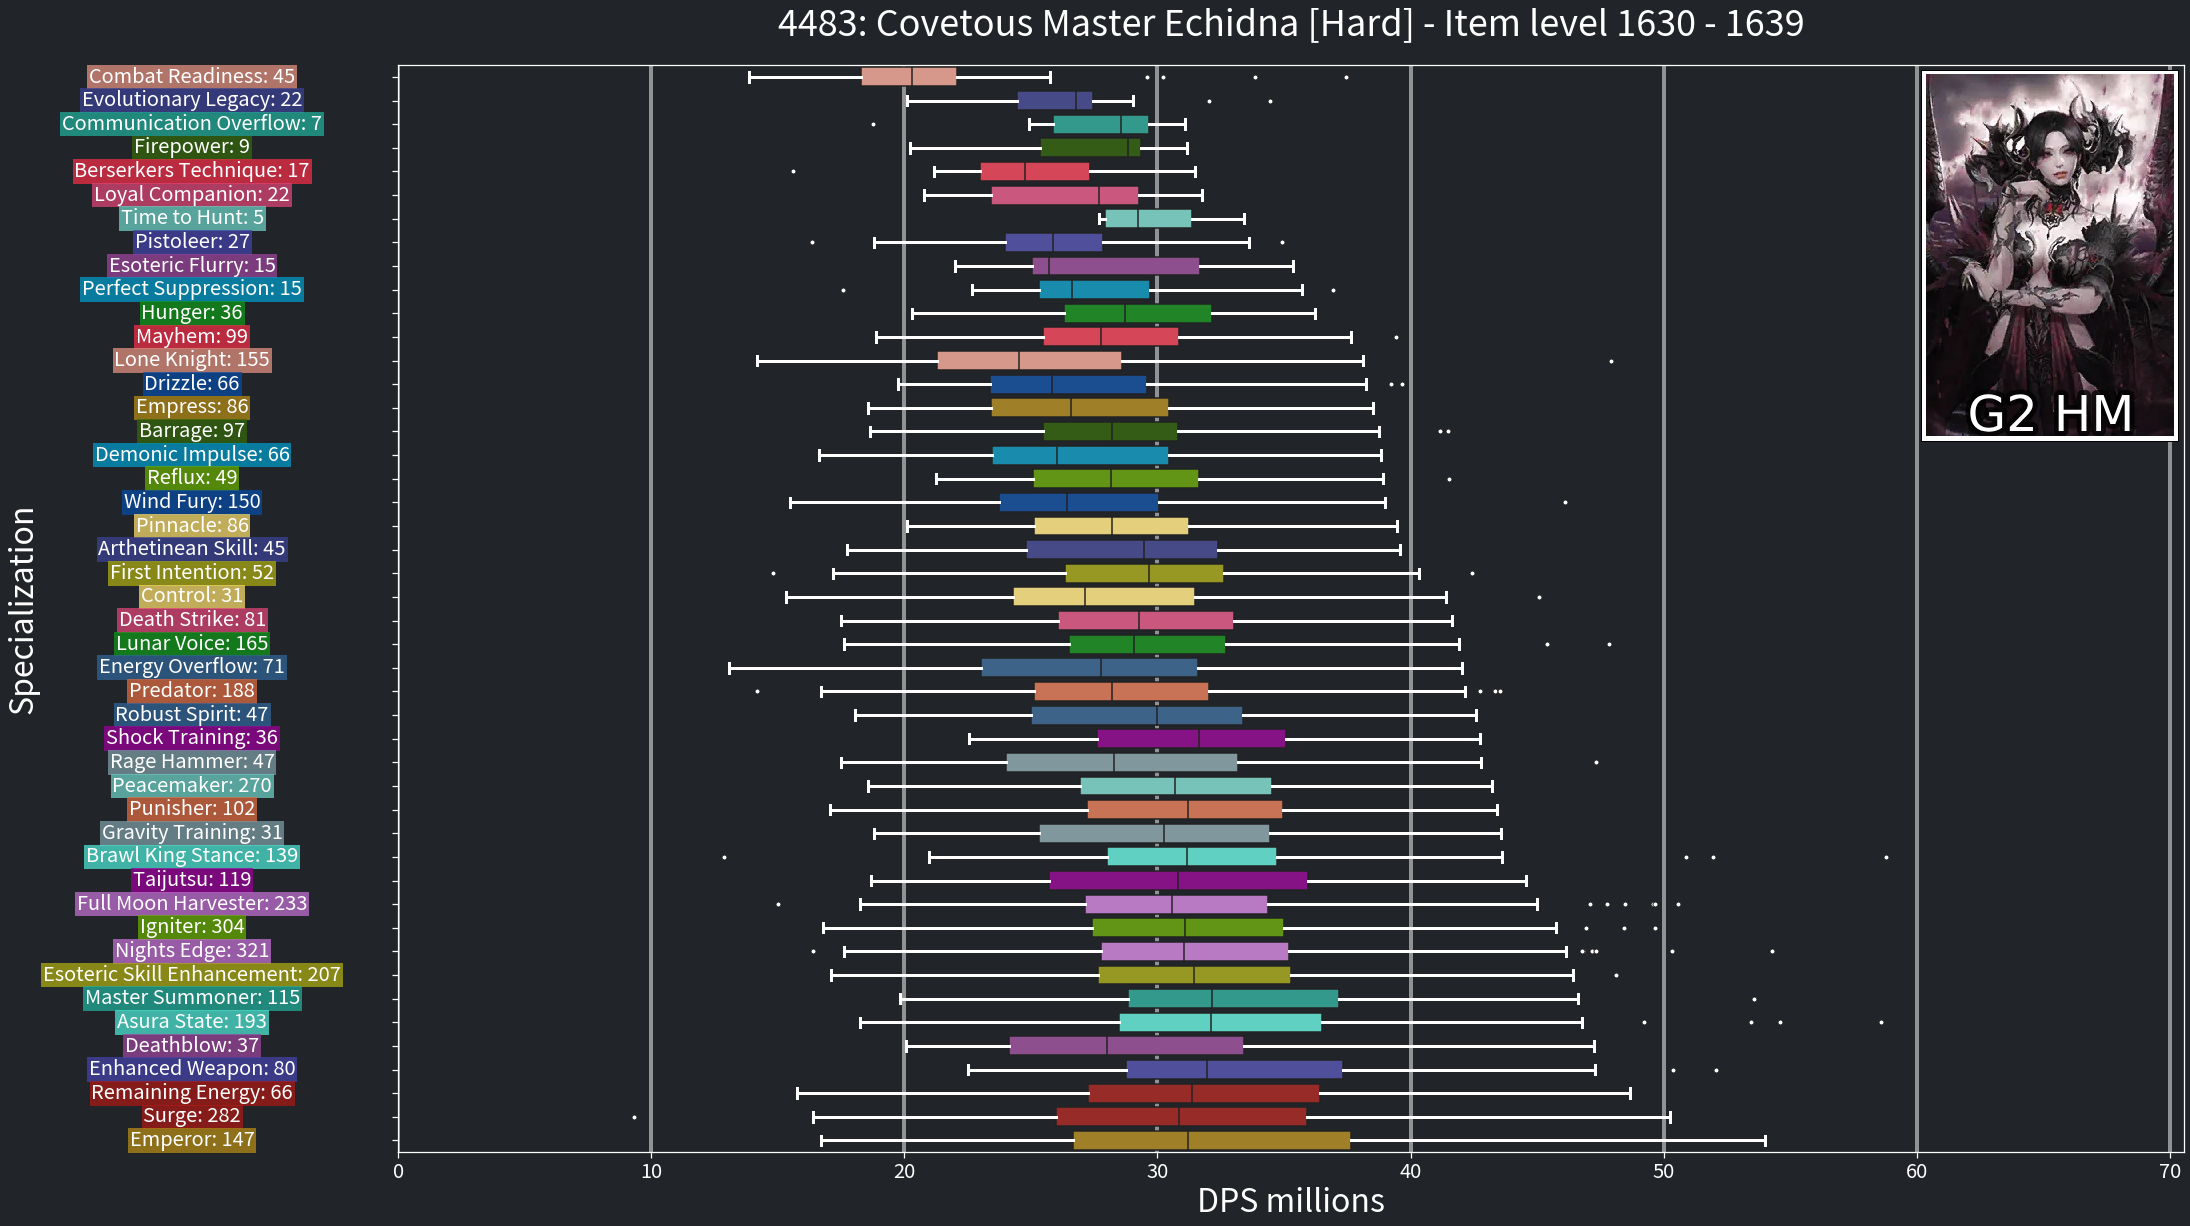 4483: Covetous Master Echidna [Hard] - Item level 1630 - 1639
Combat Readiness: 45
Evolutionary Legacy: 22
Communication Overflow: 7
Firepower: 9
Berserkers Technique: 17
Loyal Companion: 22
Time to Hunt: 5
Pistoleer: 27
Esoteric Flurry: 15
Perfect Suppression: 15
Hunger: 36
Mayhem: 99
Lone Knight: 155
Drizzle: 66
Empress: 86
Barrage: 97
Demonic Impulse: 66
Reflux: 49
Wind Fury: 150
Pinnacle: 86
Arthetinean Skill: 45
First Intention: 52
Control: 31
Death Strike: 81
Lunar Voice: 165
Energy Overflow: 71
Predator: 188
Robust Spirit: 47
Shock Training: 36
Rage Hammer: 47
Peacemaker: 270
Punisher: 102
Gravity Training: 31
Brawl King Stance: 139
Taijutsu: 119
Full Moon Harvester: 233
Igniter: 304
Nights Edge: 321
Esoteric Skill Enhancement: 207
Master Summoner: 115
Asura State: 193
Deathblow: 37
Enhanced Weapon: 80
Remaining Energy: 66
Surge: 282
Emperor: 147
Specialization
G2 HM
0 10 20 30 40 50 60 70
DPS millions